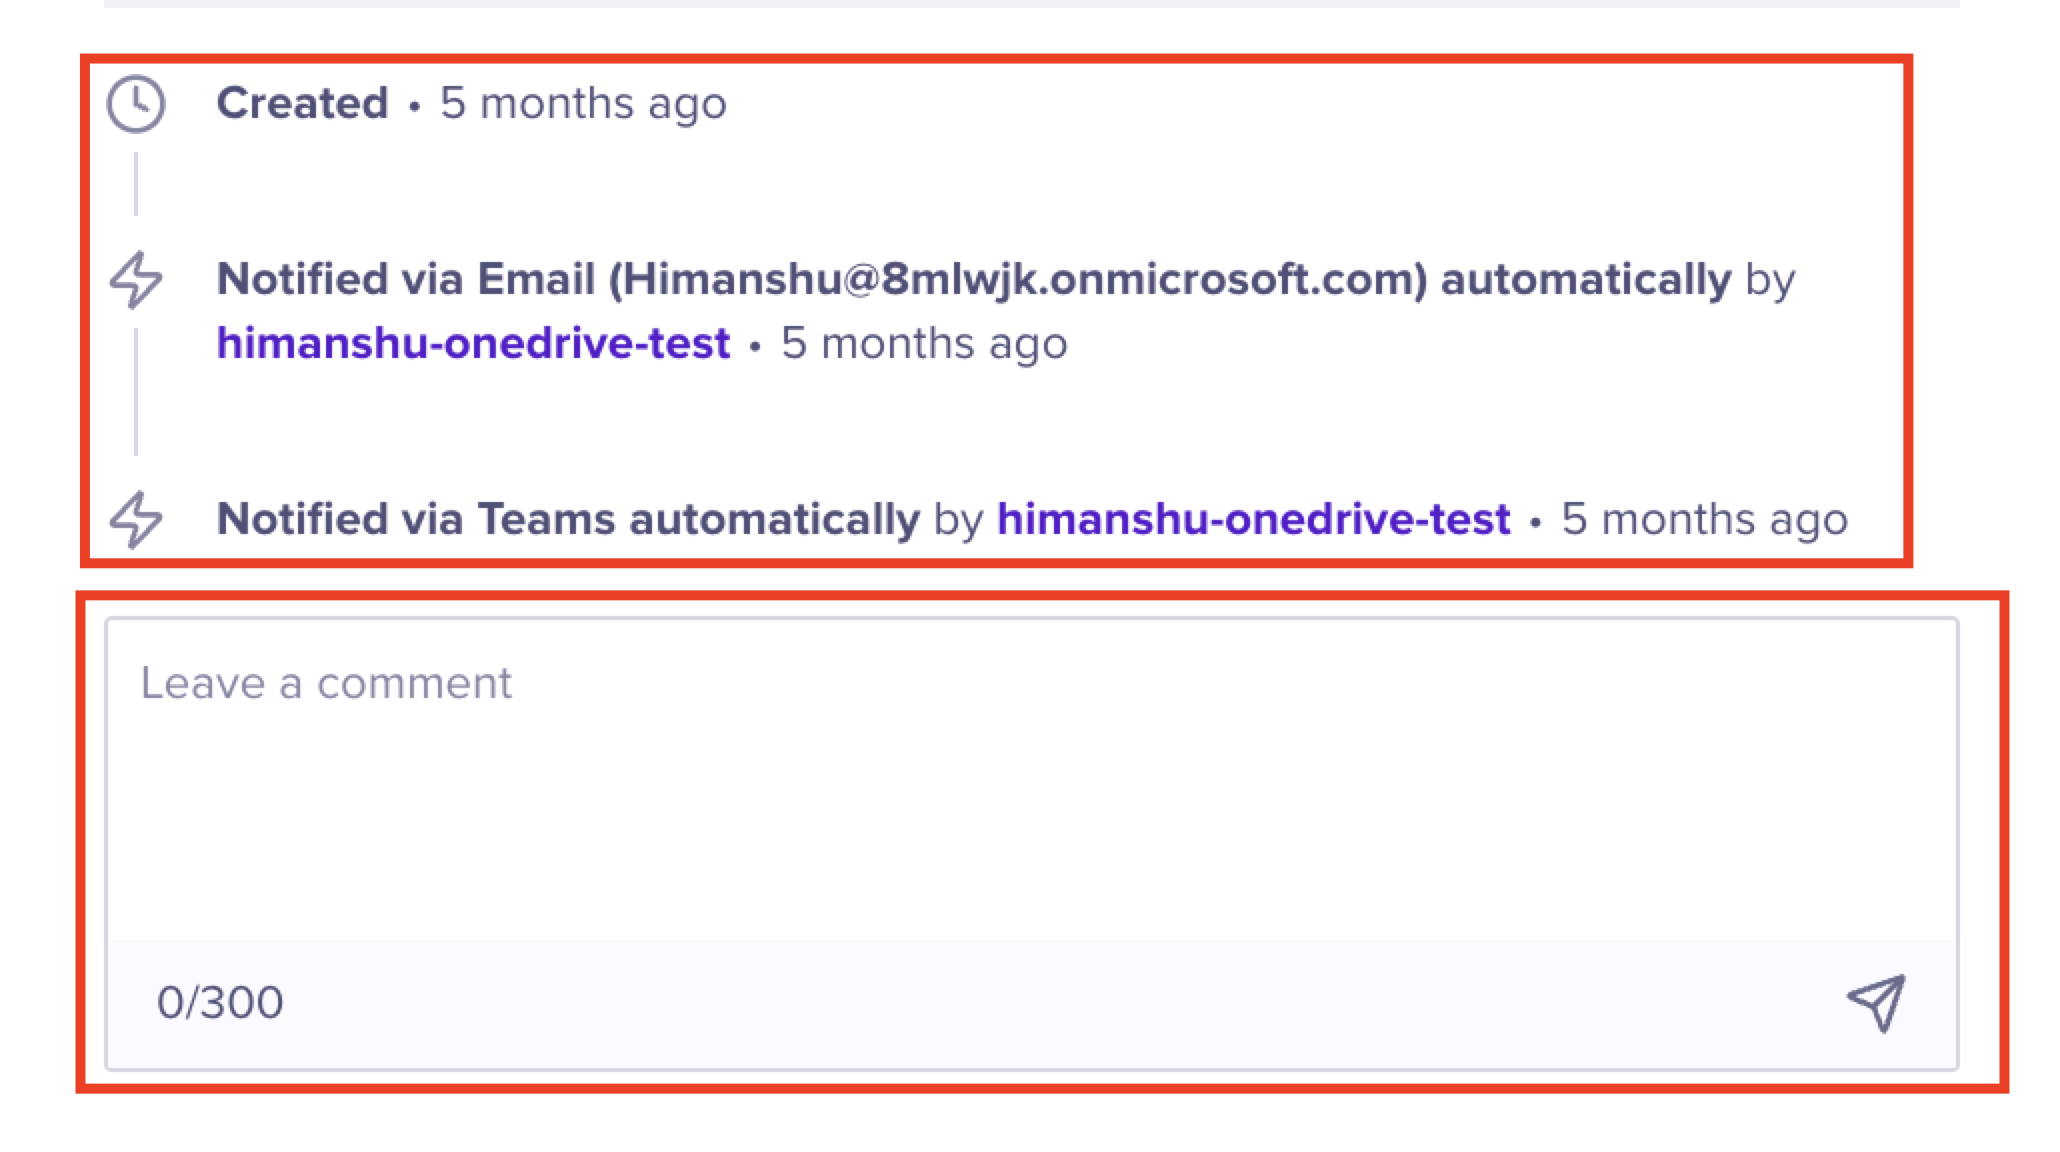 Created • 5 months ago
Notified via Email (Himanshu@8mlwjk.onmicrosoft.com) automatically by
himanshu-onedrive-test • 5 months ago
Notified via Teams automatically by himanshu-onedrive-test • 5 months ago
Leave a comment
0/300